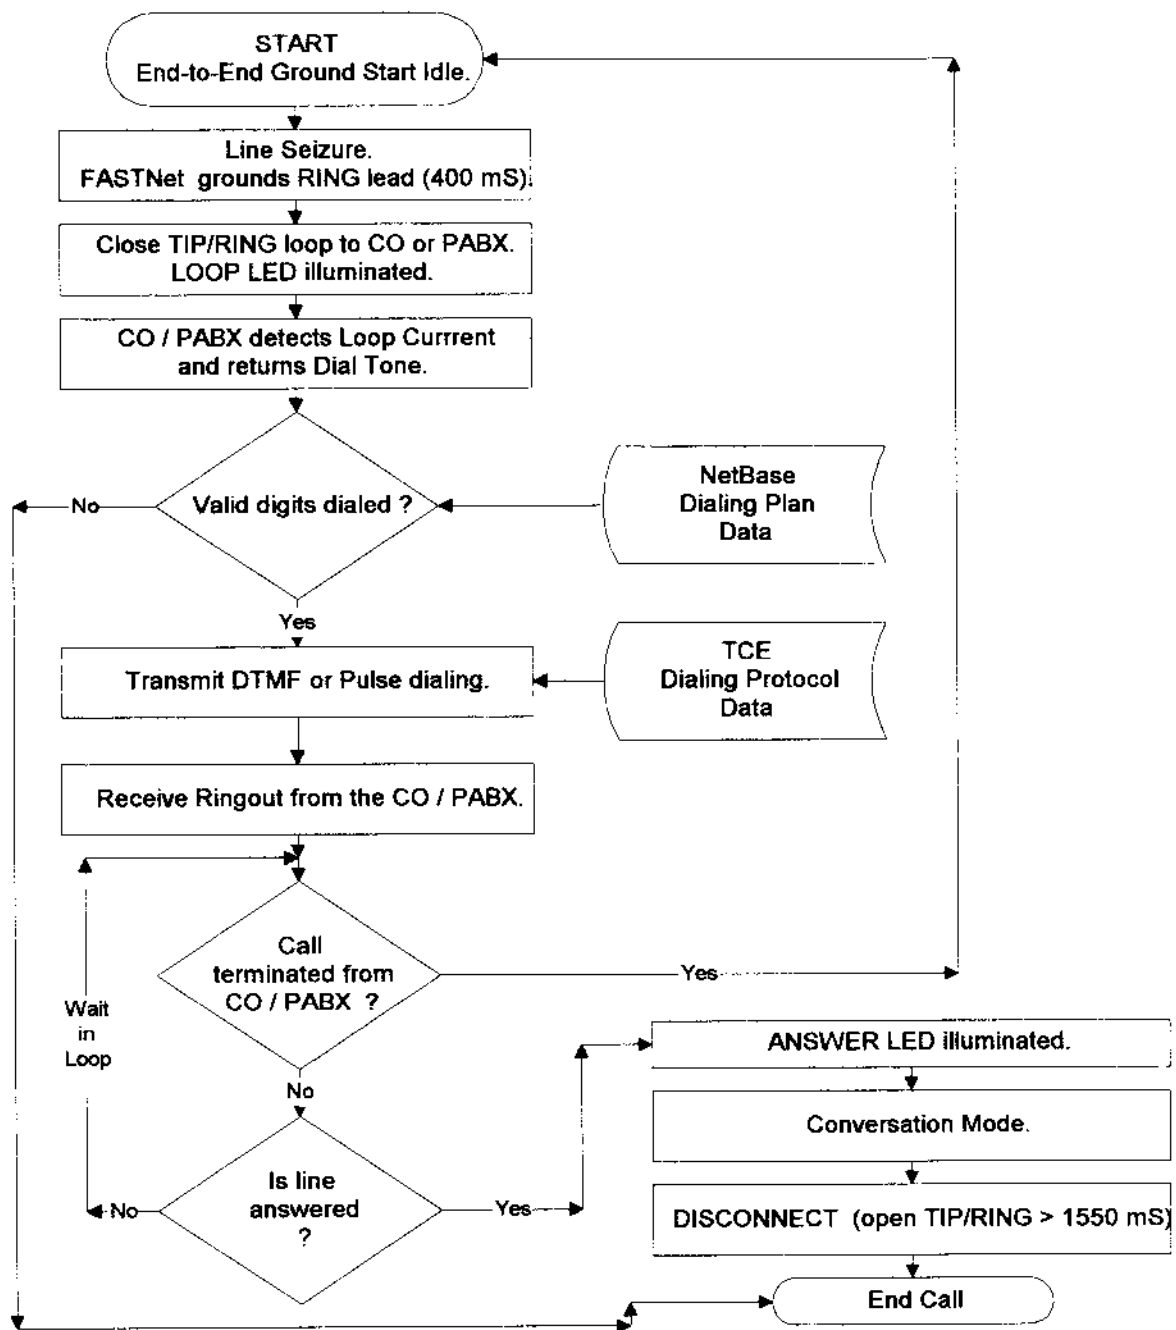 START
End-to-End Ground Start Idle.
Line Seizure.
FASTNet grounds RING lead (400 mS).
Close TIP/RING loop to CO or PABX.
LOOP LED illuminated.
CO / PABX detects Loop Currrent
and returns Dial Tone.
Valid digits dialed ?
No
NetBase
Dialing Plan
Data
Yes
Transmit DTMF or Pulse dialing.
TCE
Dialing Protocol
Data
Receive Ringout from the CO / PABX.
Call
terminated from
CO / PABX ?
Yes
Wait
in
Loop
No
ANSWER LED illuminated.
Conversation Mode.
Is line
answered
?
No
Yes
DISCONNECT (open TIP/RING > 1550 mS)
End Call